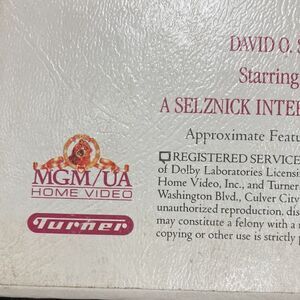 DAVID O. S
Starring
A SELZNICK INTER
Approximate Featu
REGISTERED SERVICE
of Dolby Laboratories Licensi
Home Video, Inc., and Turner
Washington Blvd., Culver City
unauthorized reproduction, dis
may constitute a felony with a m
copying or other use is strictly p
MGM/UA
HOME VIDEO
Turner